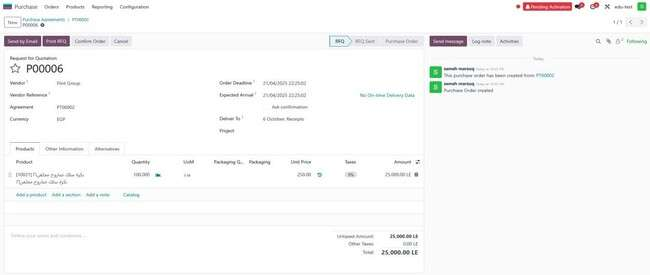 Purchase Orders Products Reporting Configuration Pending Activation edu-test
New Purchase Agreements / PT00002 1 / 1
P00006
Send by Email Print RFQ Confirm Order Cancel RFQ RFQ Sent Purchase Order Send message Log note Activities Following
Request for Quotation Today
P00006
This purchase order has been created from: PT00002
Purchase Order created
Vendor ? Flint Group
Vendor Reference ?
Agreement PT00002
Currency EGP
Order Deadline ? 21/04/2025 22:25:02
Expected Arrival ? 21/04/2025 22:25:02 No On-time Delivery Data
Ask confirmation
Deliver To ? 6 October: Receipts
Project
Products Other Information Alternatives
Product Quantity UoM Packaging Q... Packaging Unit Price Taxes Amount
100.000 250.00 0% 25,000.00 LE
Add a product Add a section Add a note Catalog
Define your terms and conditions ...
Untaxed Amount: 25,000.00 LE
Other Taxes: 0.00 LE
Total: 25,000.00 LE